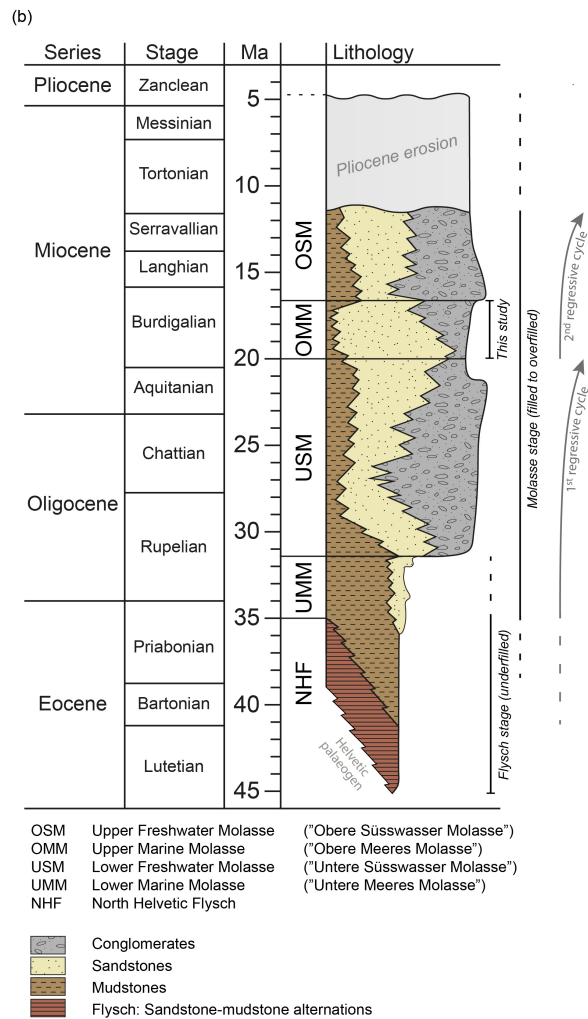 (b)
Series Stage Ma Lithology
Pliocene Zanclean
5
Messinian
Pliocene erosion
Tortonian
10
Serravallian
OSM
Miocene
Langhian
15
2nd regressive cycle
Burdigalian
OMM
This study
20
Aquitanian
Molasse stage (filled to overfilled)
Chattian
25
USM
1st regressive cycle
Oligocene
30
Rupelian
UMM
35
Priabonian
NHF
Flysch stage (underfilled)
Eocene
Bartonian
40
Helvetic
palaeogen
Lutetian
45
OSM Upper Freshwater Molasse ("Obere Süsswasser Molasse")
OMM Upper Marine Molasse ("Obere Meeres Molasse")
USM Lower Freshwater Molasse ("Untere Süsswasser Molasse")
UMM Lower Marine Molasse ("Untere Meeres Molasse")
NHF North Helvetic Flysch
Conglomerates
Sandstones
Mudstones
Flysch: Sandstone-mudstone alternations